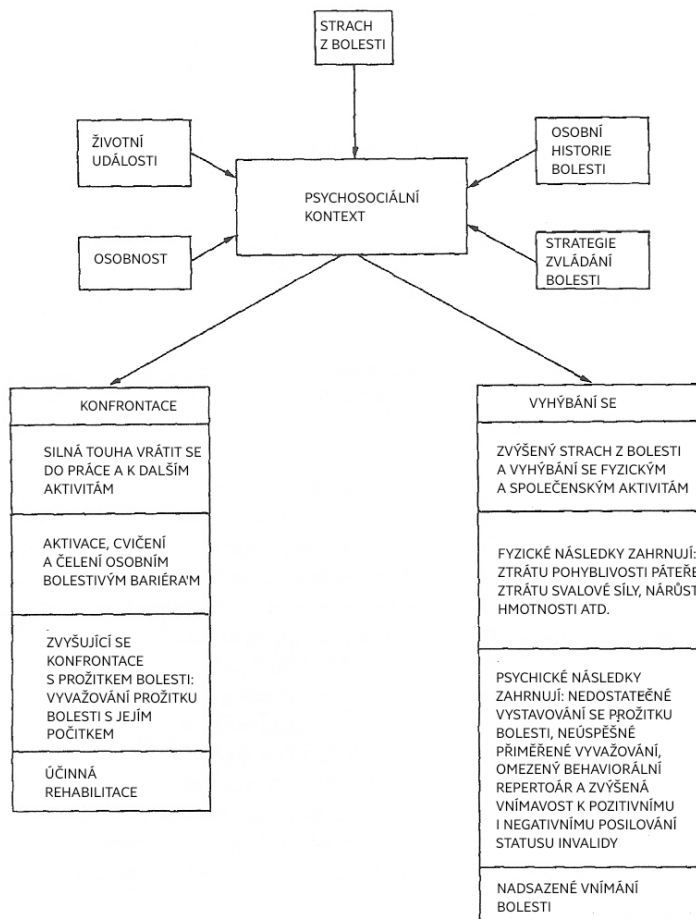 STRACH
Z BOLESTI
ŽIVOTNÍ
UDÁLOSTI
OSOBNÍ
HISTORIE
BOLESTI
PSYCHOSOCIÁLNÍ
KONTEXT
OSOBNOST
STRATEGIE
ZVLÁDÁNÍ
BOLESTI
KONFRONTACE
SILNÁ TOUHA VRÁTIT SE
DO PRÁCE A K DALŠÍM
AKTIVITÁM
AKTIVACE, CVIČENÍ
A ČELENÍ OSOBNÍM
BOLESTIVÝM BARIÉRA'M
ZVYŠUJÍCÍ SE
KONFRONTACE
S PROŽITKEM BOLESTI:
VYVAŽOVÁNÍ PROŽITKU
BOLESTI S JEJÍM
POČITKEM
ÚČINNÁ
REHABILITACE
VYHÝBÁNÍ SE
ZVÝŠENÝ STRACH Z BOLESTI
A VYHÝBÁNÍ SE FYZICKÝM
A SPOLEČENSKÝM AKTIVITÁM
FYZICKÉ NÁSLEDKY ZAHRNUJÍ:
ZTRÁTU POHYBLIVOSTI PÁTEŘE
ZTRÁTU SVALOVÉ SÍLY, NÁRŮST
HMOTNOSTI ATD.
PSYCHICKÉ NÁSLEDKY
ZAHRNUJÍ: NEDOSTATEČNÉ
VYSTAVOVÁNÍ SE PROŽITKU
BOLESTI, NEÚSPĚŠNÉ
PŘIMĚŘENÉ VYVAŽOVÁNÍ,
OMEZENÝ BEHAVIORÁLNÍ
REPERTOÁR A ZVÝŠENÁ
VNÍMAVOST K POZITIVNÍMU
I NEGATIVNÍMU POSILOVÁNÍ
STATUSU INVALIDY
NADSAZENÉ VNÍMÁNÍ
BOLESTI